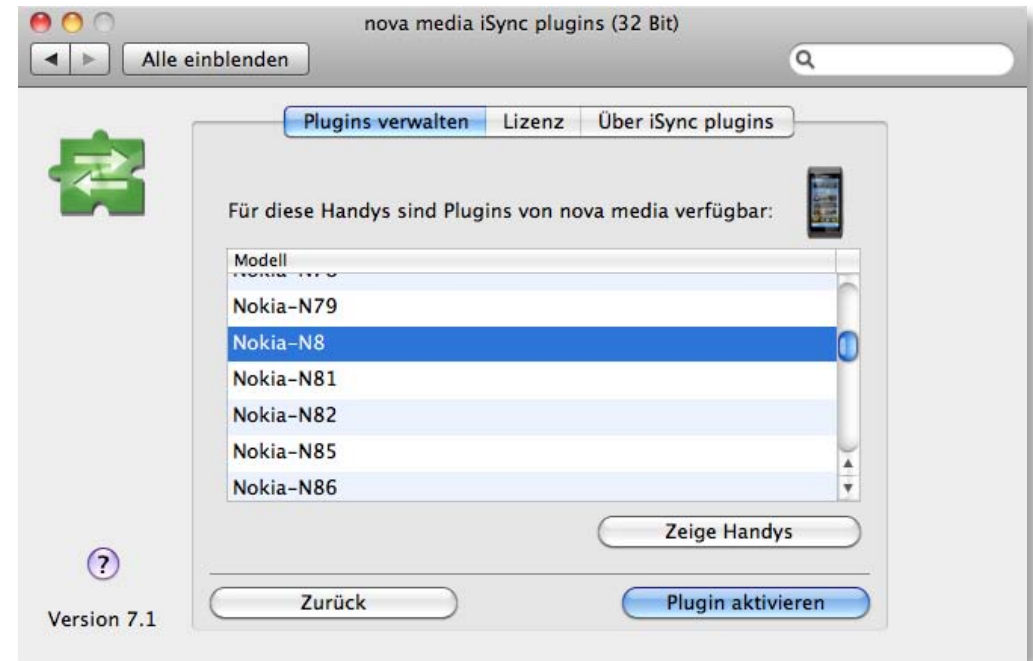 nova media iSync plugins (32 Bit)
Alle einblenden
Plugins verwalten Lizenz Über iSync plugins
Für diese Handys sind Plugins von nova media verfügbar:
Modell
Nokia-N79
Nokia-N8
Nokia-N81
Nokia-N82
Nokia-N85
Nokia-N86
Zeige Handys
?
Zurück Plugin aktivieren
Version 7.1